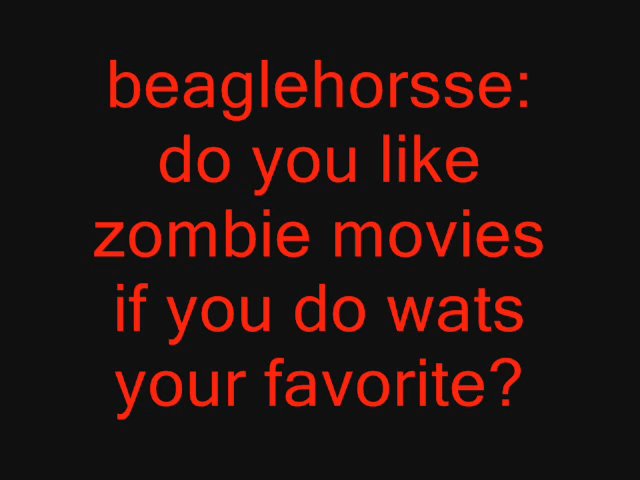 beaglehorsse:
do you like
zombie movies
if you do wats
your favorite?